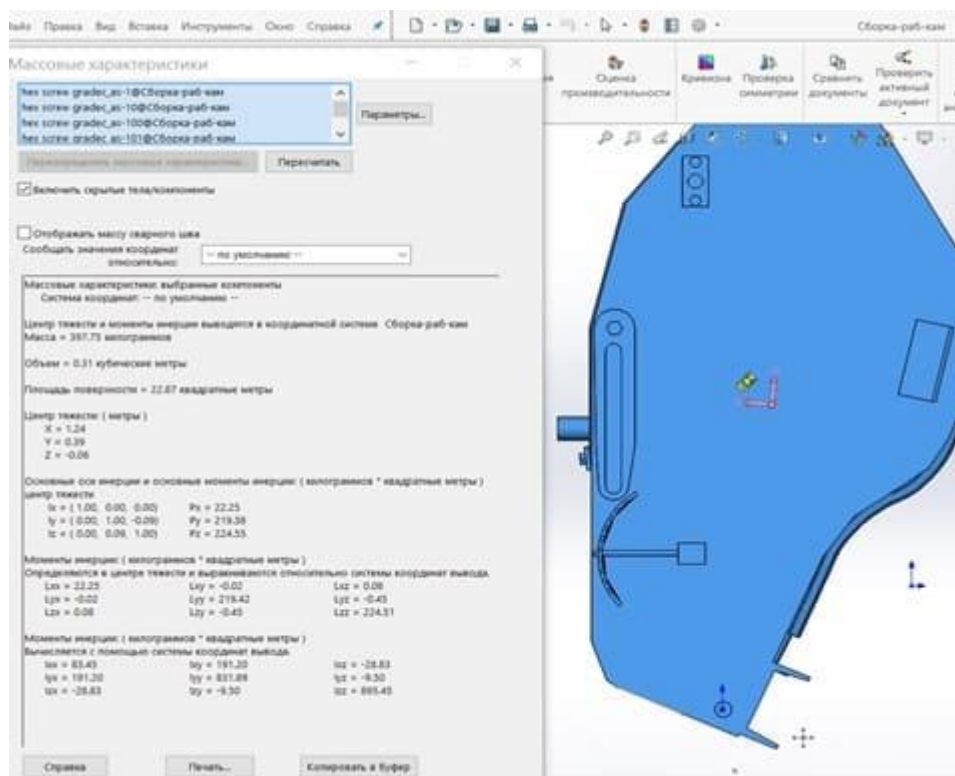 Файл Правка Вид Вставка Инструменты Окно Справка
Сборка-раб-кам
Массовые характеристики
Оценка производительности
Кривизна
Проверка симметрии
Сравнить документы
Проверить активный документ
hex screw gradec_as-1@Сборка-раб-кам
hex screw gradec_as-10@Сборка-раб-кам
hex screw gradec_as-100@Сборка-раб-кам
hex screw gradec_as-101@Сборка-раб-кам
Параметры...
Переопределить массовые характеристики...
Пересчитать
Включить скрытые тела/компоненты
Отображать массу сварного шва
Сообщать значения координат
относительно:
-- по умолчанию --
Массовые характеристики: выбранные компоненты
Система координат: -- по умолчанию --
Центр тяжести и моменты инерции выводятся в координатной системе Сборка-раб-кам
Масса = 397.73 килограммов
Объем = 0.31 кубические метры
Площадь поверхности = 22.87 квадратные метры
Центр тяжести: ( метры )
X = 1.24
Y = 0.39
Z = -0.06
Основные оси инерции и основные моменты инерции: ( килограммов * квадратные метры )
центр тяжести
Ix = ( 1.00, 0.00, 0.00) Px = 22.25
Iy = ( 0.00, 1.00, -0.09) Py = 219.38
Iz = ( 0.00, 0.09, 1.00) Pz = 224.55
Моменты инерции: ( килограммов * квадратные метры )
Определяются в центре тяжести и выравниваются относительно системы координат вывода.
Lxx = 22.25 Lxy = -0.02 Lxz = 0.08
Lyx = -0.02 Lyy = 219.42 Lyz = -0.45
Lzx = 0.08 Lzy = -0.45 Lzz = 224.51
Моменты инерции: ( килограммов * квадратные метры )
Вычисляется с помощью системы координат вывода.
Ixx = 83.45 Ixy = 191.20 Ixz = -28.83
Iyx = 191.20 Iyy = 831.89 Iyz = -9.50
Izx = -28.83 Izy = -9.50 Izz = 895.45
Справка
Печать...
Копировать в буфер